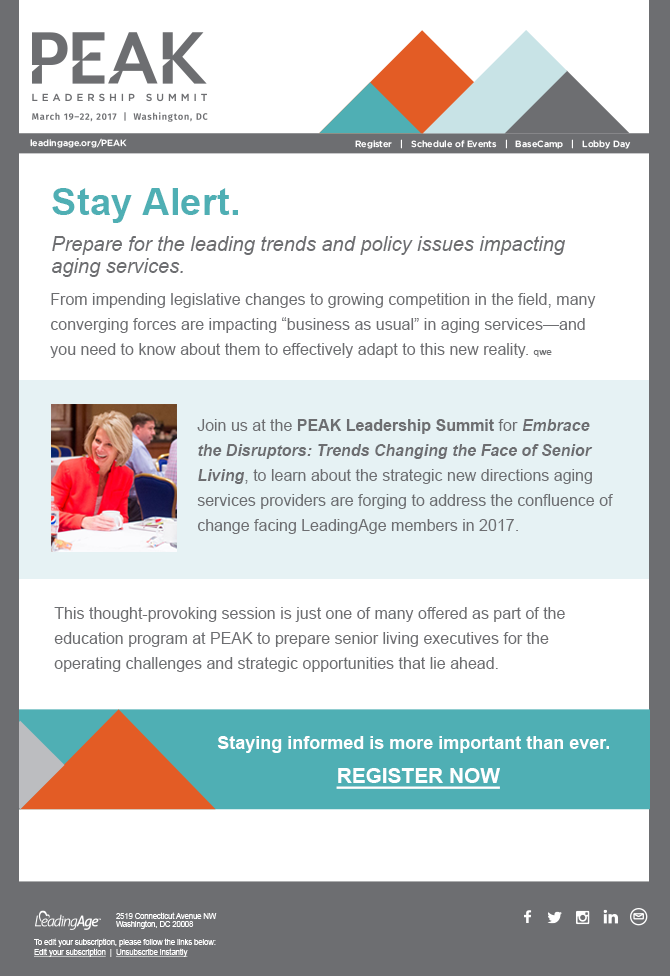 PEAK
LEADERSHIP SUMMIT
March 19–22, 2017 | Washington, DC
leadingage.org/PEAK
Register | Schedule of Events | BaseCamp | Lobby Day
Stay Alert.
Prepare for the leading trends and policy issues impacting
aging services.
From impending legislative changes to growing competition in the field, many
converging forces are impacting “business as usual” in aging services—and
you need to know about them to effectively adapt to this new reality. qwe
Join us at the PEAK Leadership Summit for Embrace
the Disruptors: Trends Changing the Face of Senior
Living, to learn about the strategic new directions aging
services providers are forging to address the confluence of
change facing LeadingAge members in 2017.
This thought-provoking session is just one of many offered as part of the
education program at PEAK to prepare senior living executives for the
operating challenges and strategic opportunities that lie ahead.
Staying informed is more important than ever.
REGISTER NOW
LeadingAge
2519 Connecticut Avenue NW
Washington, DC 20008
To edit your subscription, please follow the links below:
Edit your subscription | Unsubscribe instantly